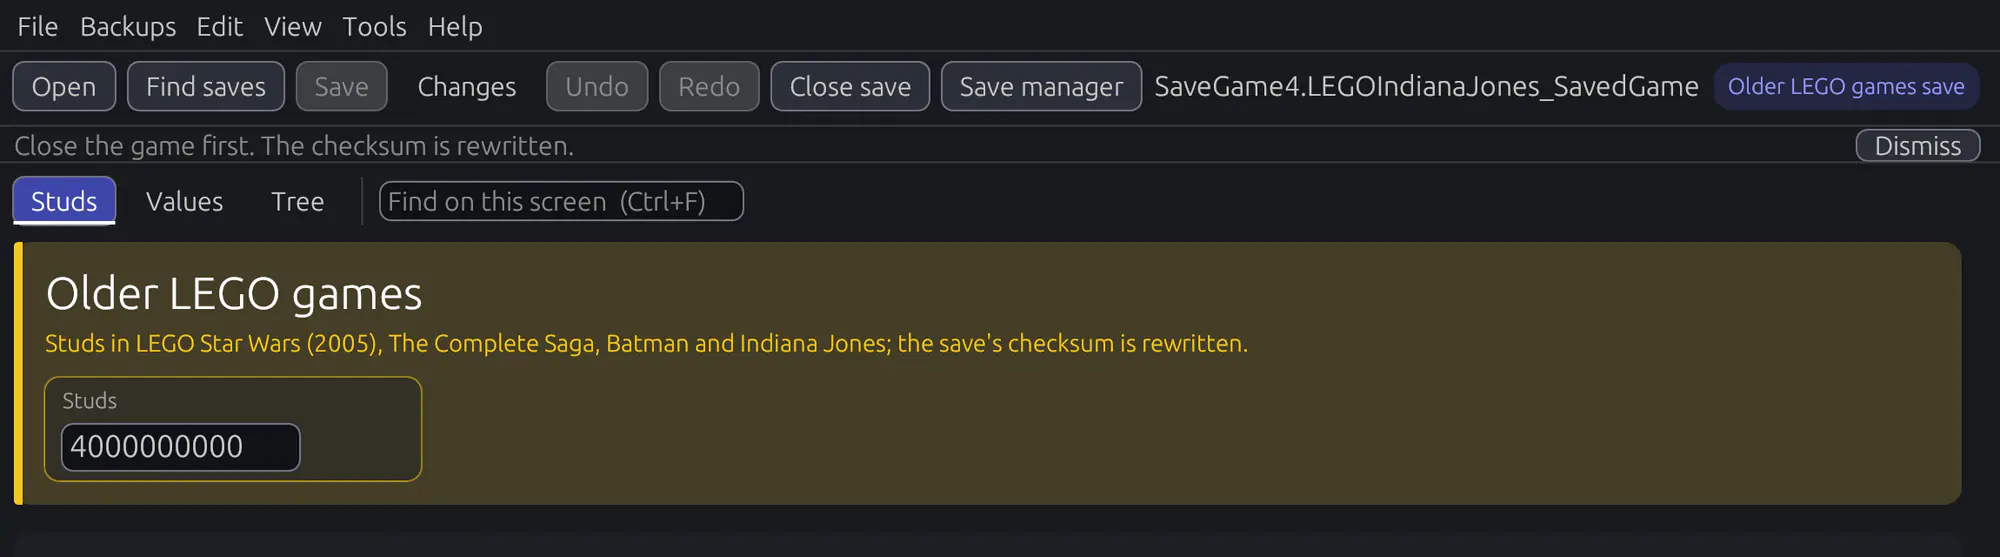 File Backups Edit View Tools Help
Open Find saves Save Changes Undo Redo Close save Save manager SaveGame4.LEGOIndianaJones_SavedGame Older LEGO games save
Close the game first. The checksum is rewritten. Dismiss
Studs Values Tree Find on this screen (Ctrl+F)
Older LEGO games
Studs in LEGO Star Wars (2005), The Complete Saga, Batman and Indiana Jones; the save's checksum is rewritten.
Studs
4000000000